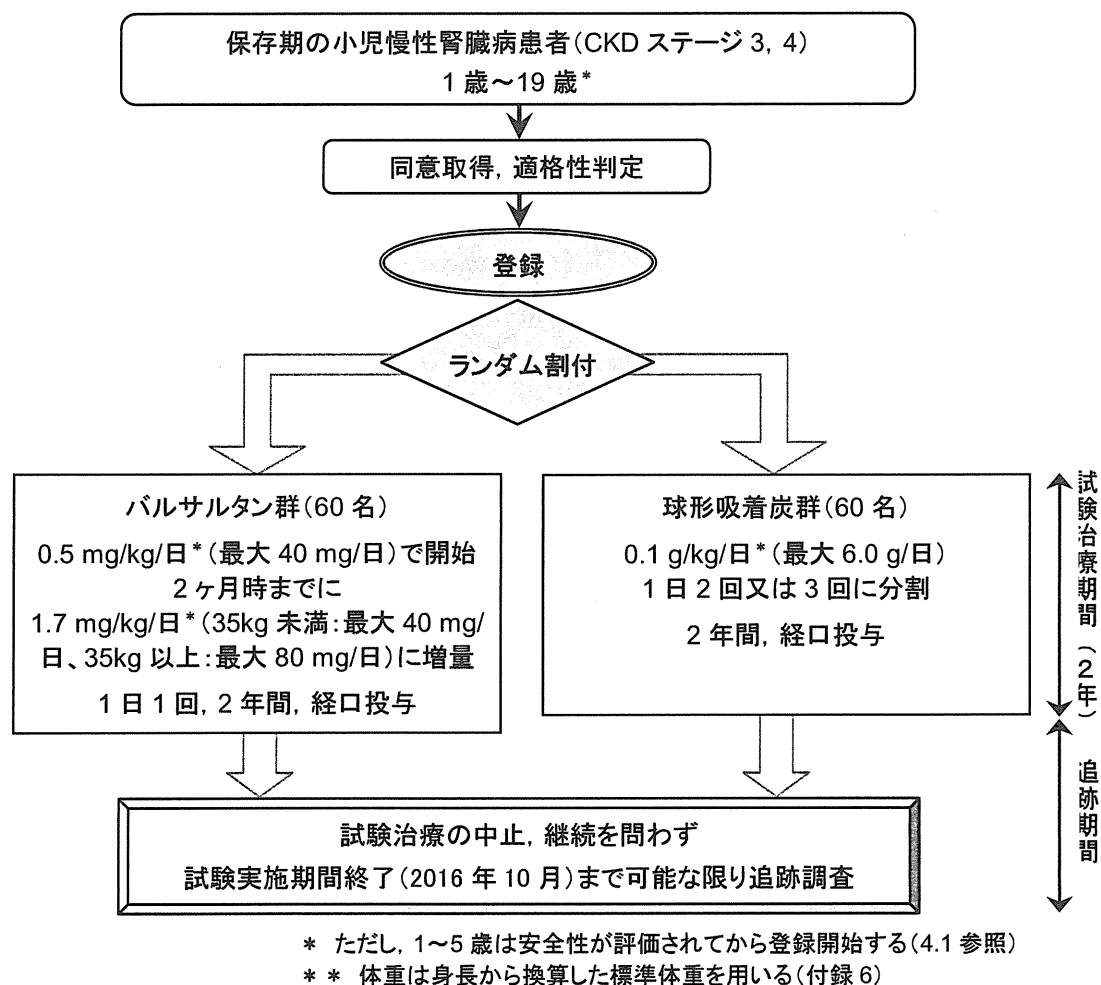 保存期の小児慢性腎臓病患者(CKD ステージ 3, 4)
1 歳～19 歳*
同意取得, 適格性判定
登録
ランダム割付
バルサルタン群(60 名)
0.5 mg/kg/日*(最大 40 mg/日)で開始
2 ヶ月時までに
1.7 mg/kg/日*(35kg 未満:最大 40 mg/
日、35kg 以上:最大 80 mg/日)に増量
1 日 1 回, 2 年間, 経口投与
球形吸着炭群(60 名)
0.1 g/kg/日*(最大 6.0 g/日)
1 日 2 回又は 3 回に分割
2 年間, 経口投与
試験治療期間(2年)
追跡期間
試験治療の中止, 継続を問わず
試験実施期間終了(2016 年 10 月)まで可能な限り追跡調査
* ただし, 1～5 歳は安全性が評価されてから登録開始する(4.1 参照)
* * 体重は身長から換算した標準体重を用いる(付録 6)